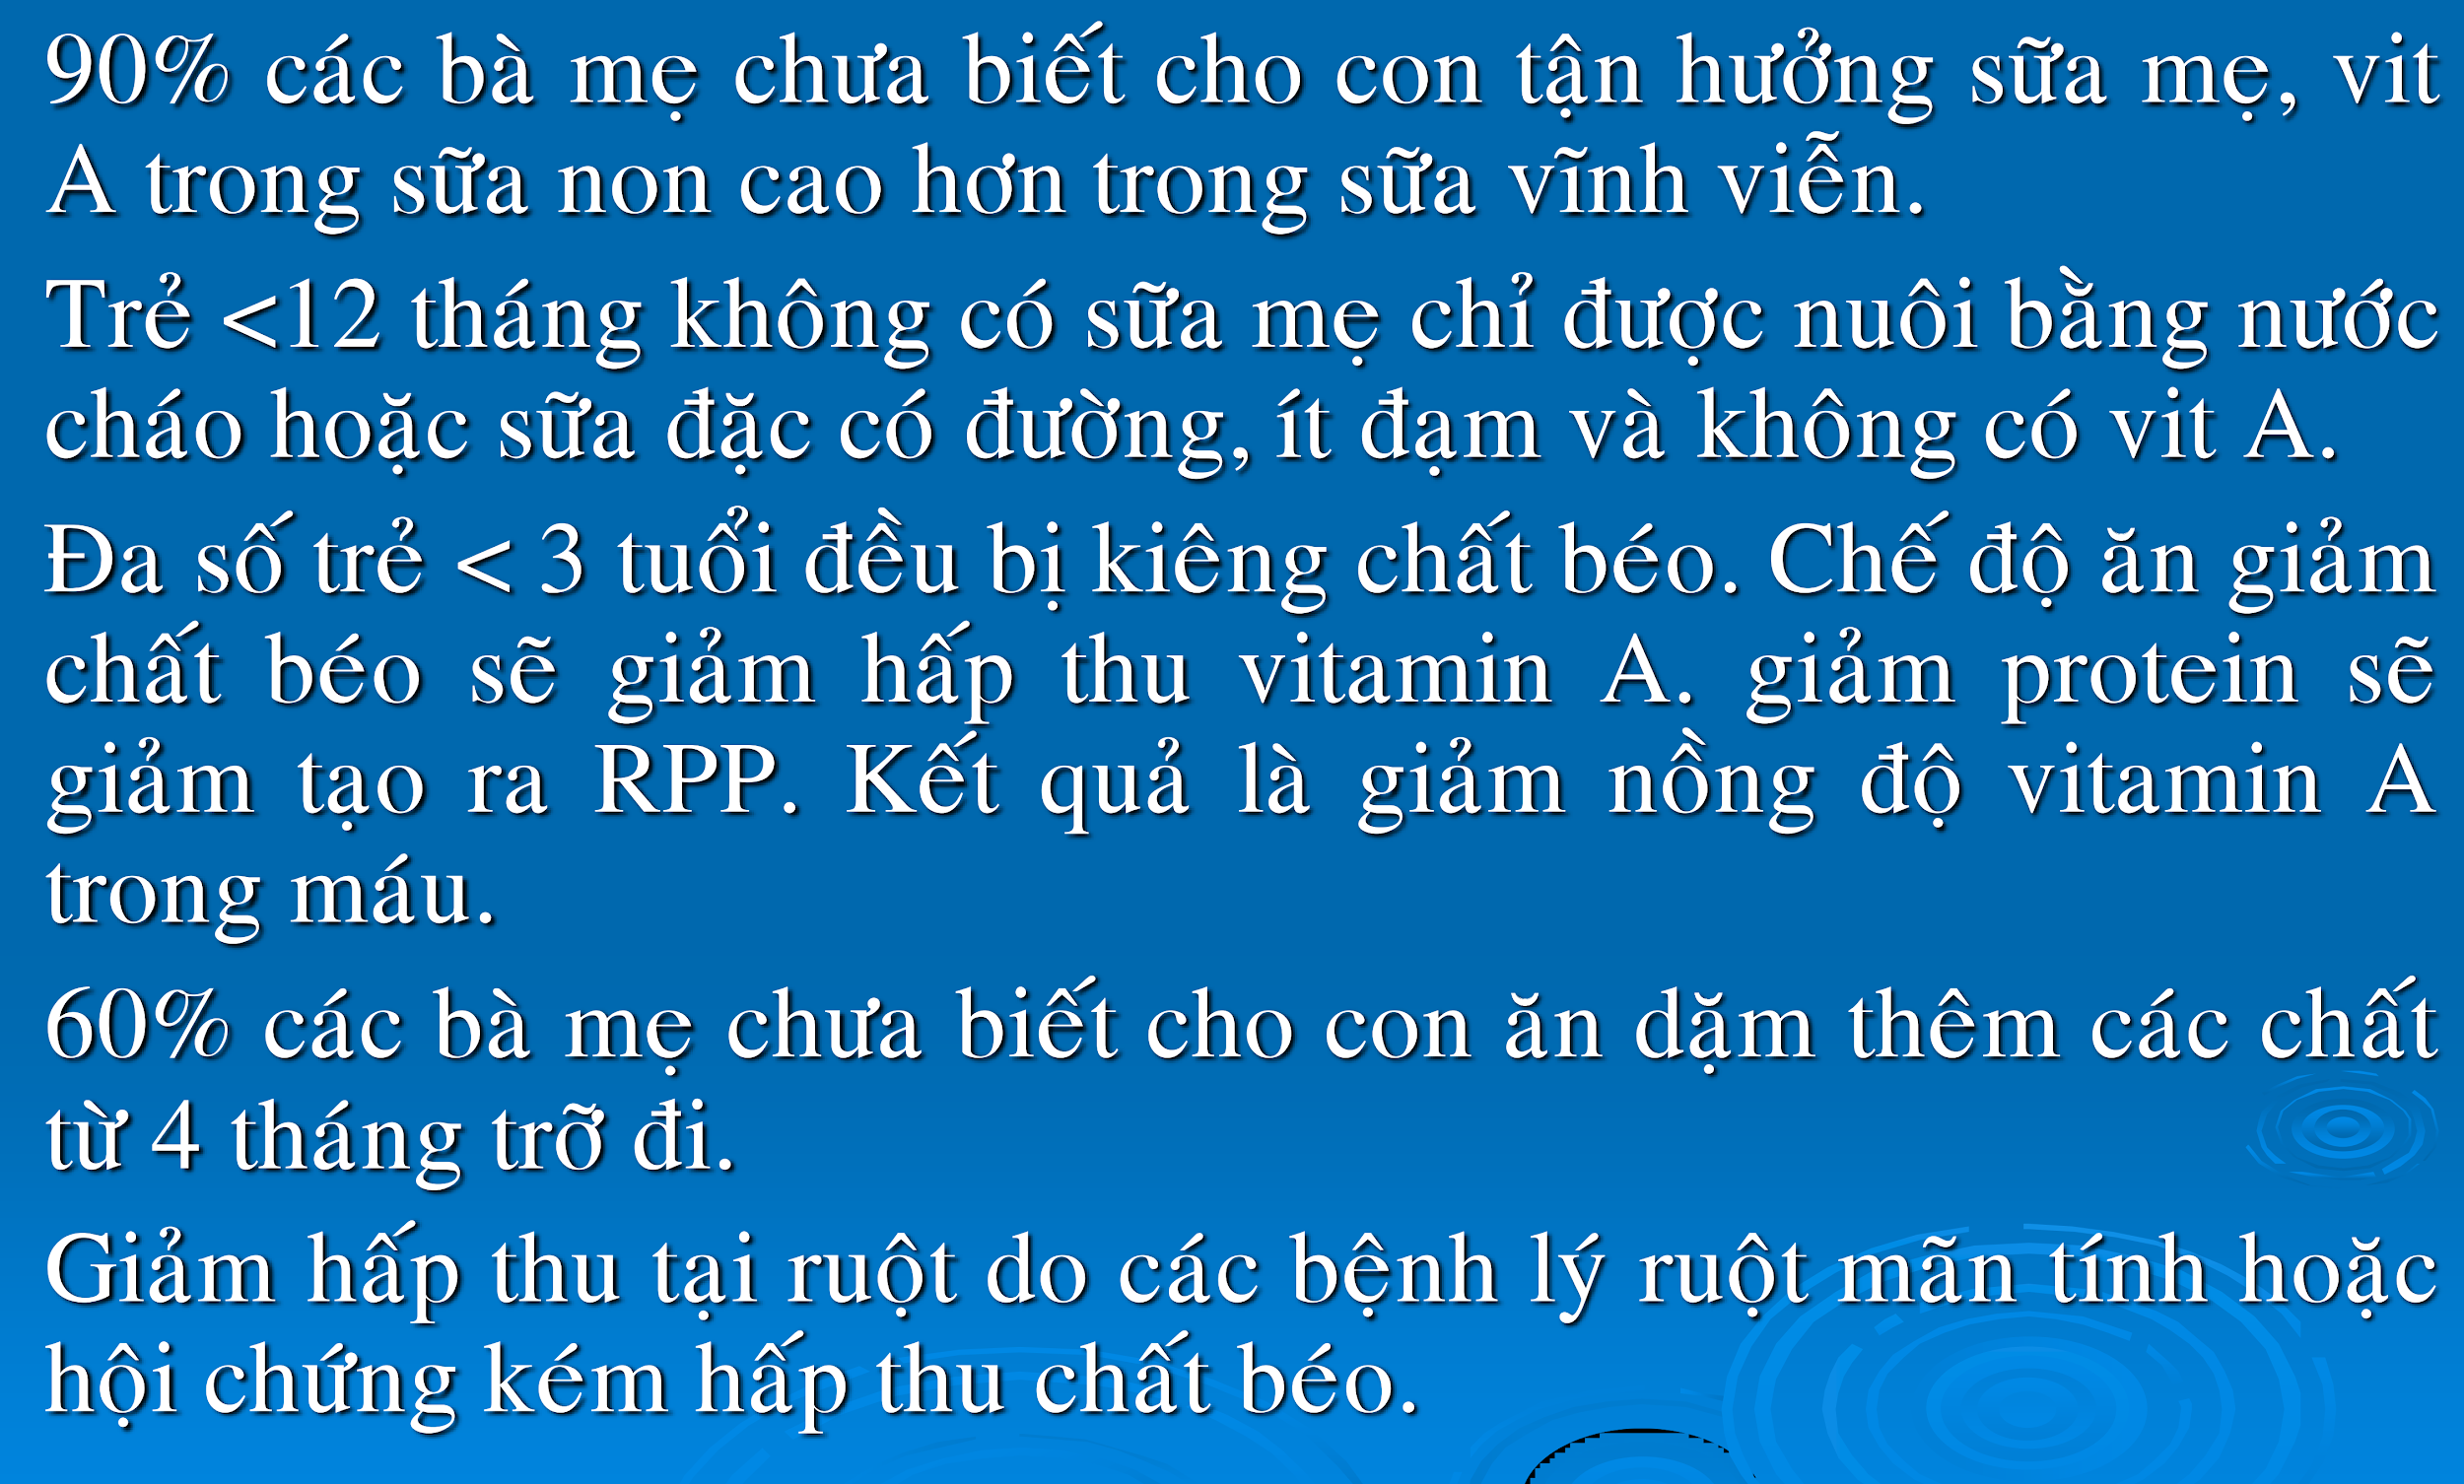 90% các bà mẹ chưa biết cho con tận hưởng sữa mẹ, vit
A trong sữa non cao hơn trong sữa vĩnh viễn.
Trẻ <12 tháng không có sữa mẹ chỉ được nuôi bằng nước
cháo hoặc sữa đặc có đường, ít đạm và không có vit A.
Đa số trẻ < 3 tuổi đều bị kiêng chất béo. Chế độ ăn giảm
chất béo sẽ giảm hấp thu vitamin A. giảm protein sẽ
giảm tạo ra RPP. Kết quả là giảm nồng độ vitamin A
trong máu.
60% các bà mẹ chưa biết cho con ăn dặm thêm các chất
từ 4 tháng trỡ đi.
Giảm hấp thu tại ruột do các bệnh lý ruột mãn tính hoặc
hội chứng kém hấp thu chất béo.